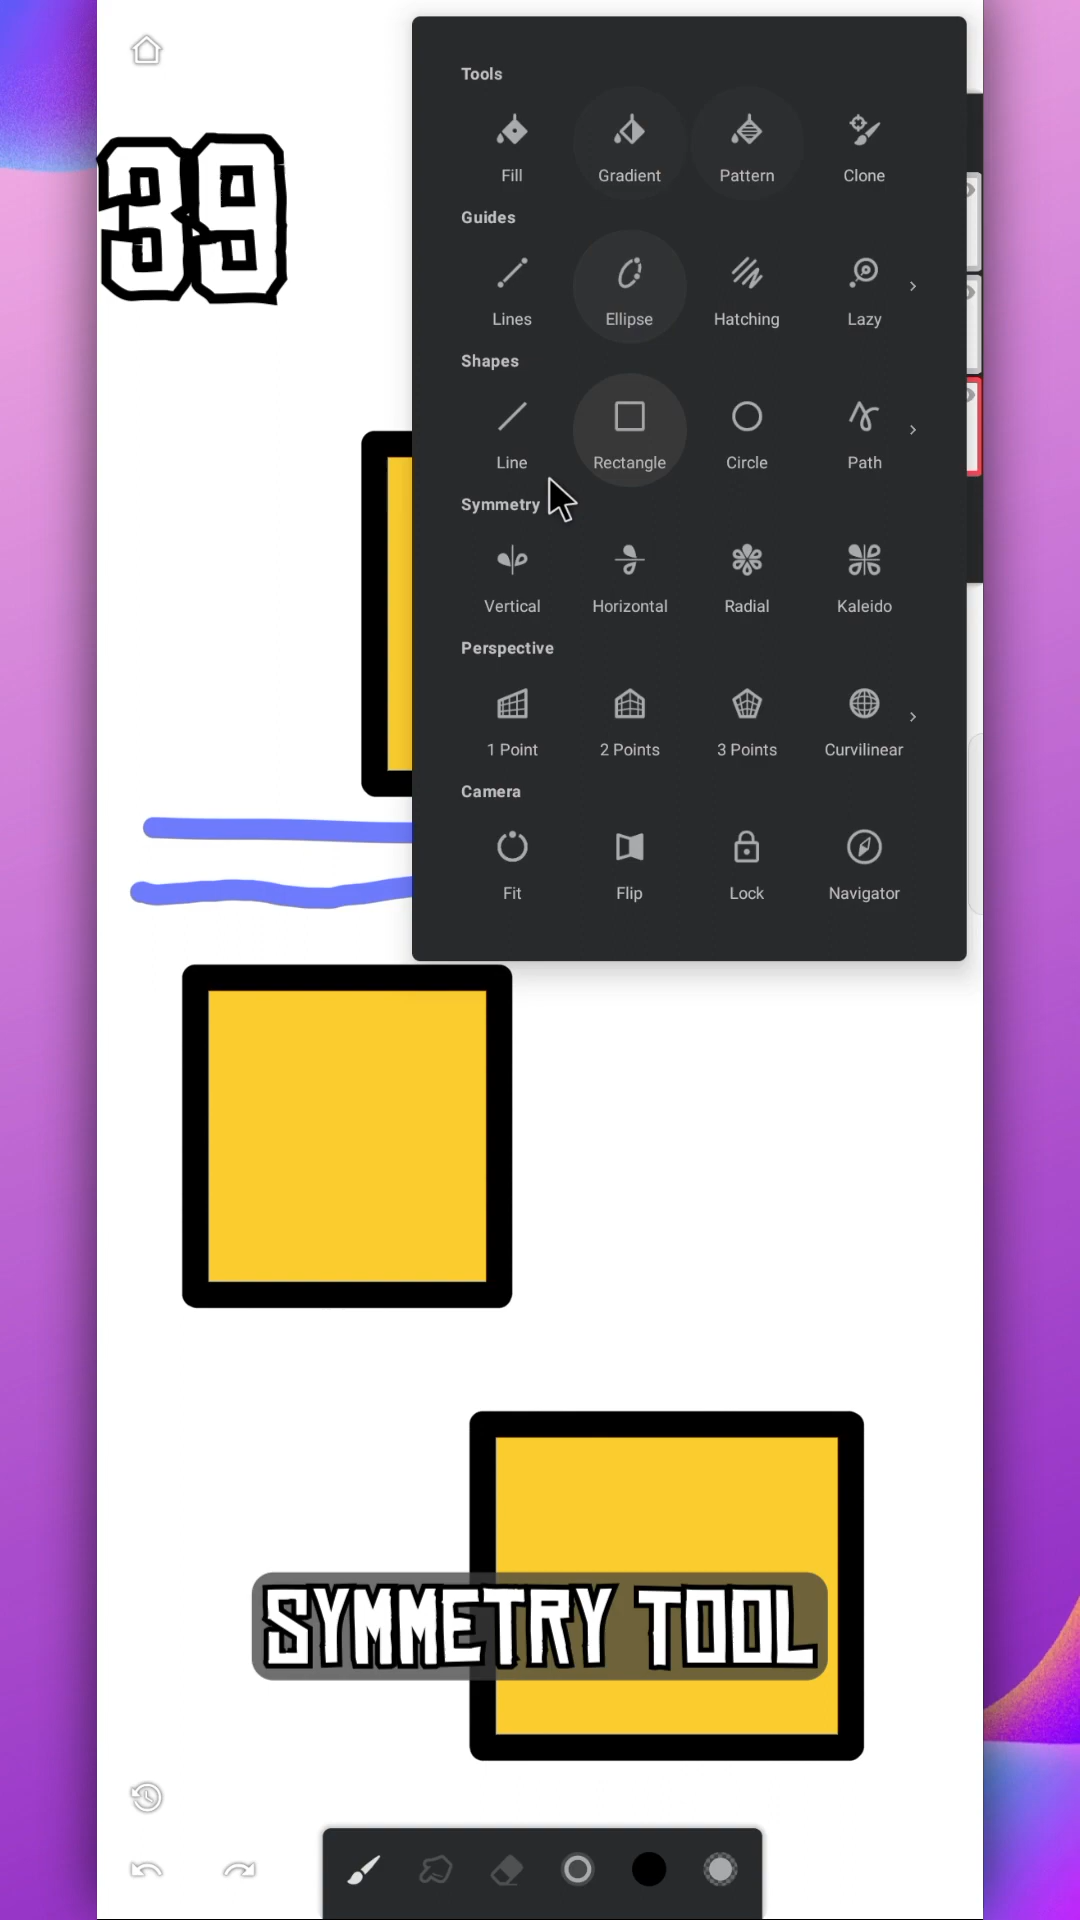 39
Tools
Fill Gradient Pattern Clone
Guides
Lines Ellipse Hatching Lazy
Shapes
Line Rectangle Circle Path
Symmetry
Vertical Horizontal Radial Kaleido
Perspective
1 Point 2 Points 3 Points Curvilinear
Camera
Fit Flip Lock Navigator
SYMMETRY TOOL